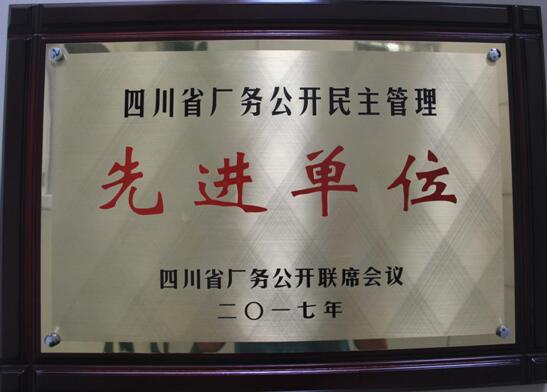 四川省厂务公开民主管理
先进单位
四川省厂务公开联席会议
二〇一七年